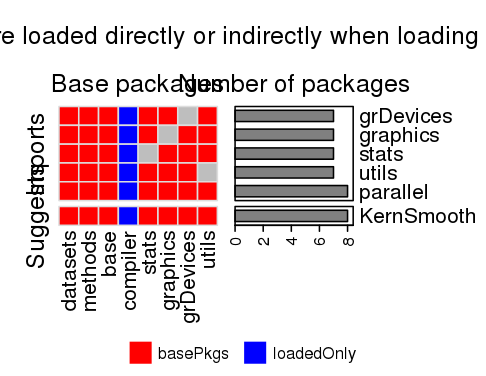 re loaded directly or indirectly when loading
Base packages
Number of packages
Imports
Suggests
grDevices
graphics
stats
utils
parallel
KernSmooth
datasets
methods
base
compiler
stats
graphics
grDevices
utils
0 2 4 6 8
basePkgs
loadedOnly